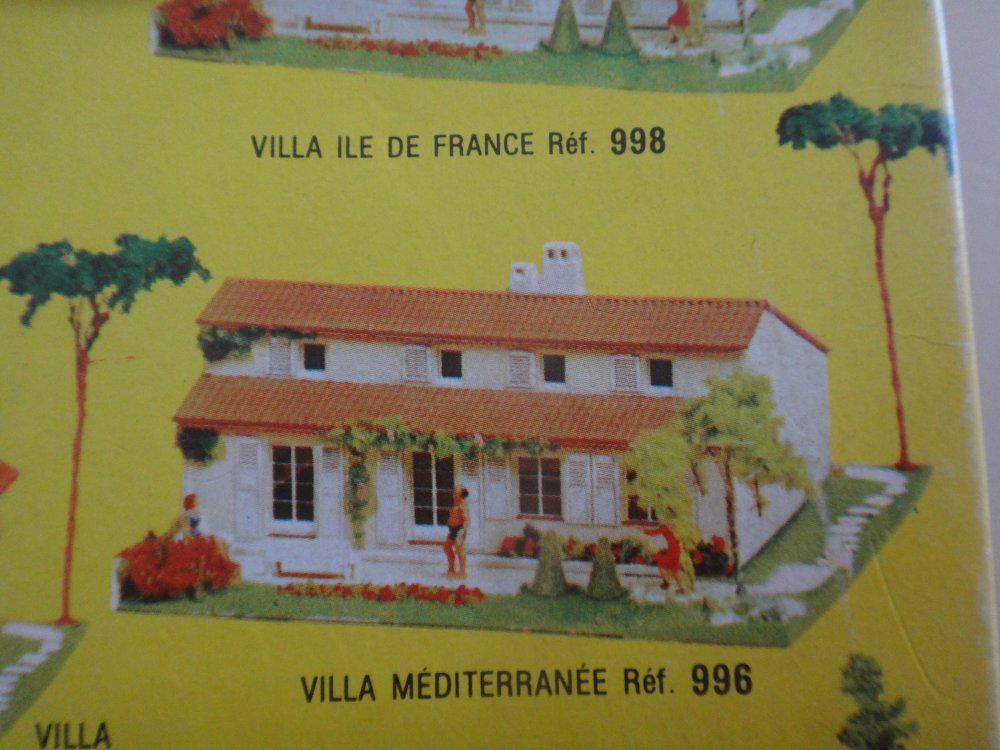 VILLA ILE DE FRANCE Réf. 998
VILLA MÉDITERRANÉE Réf. 996
VILLA